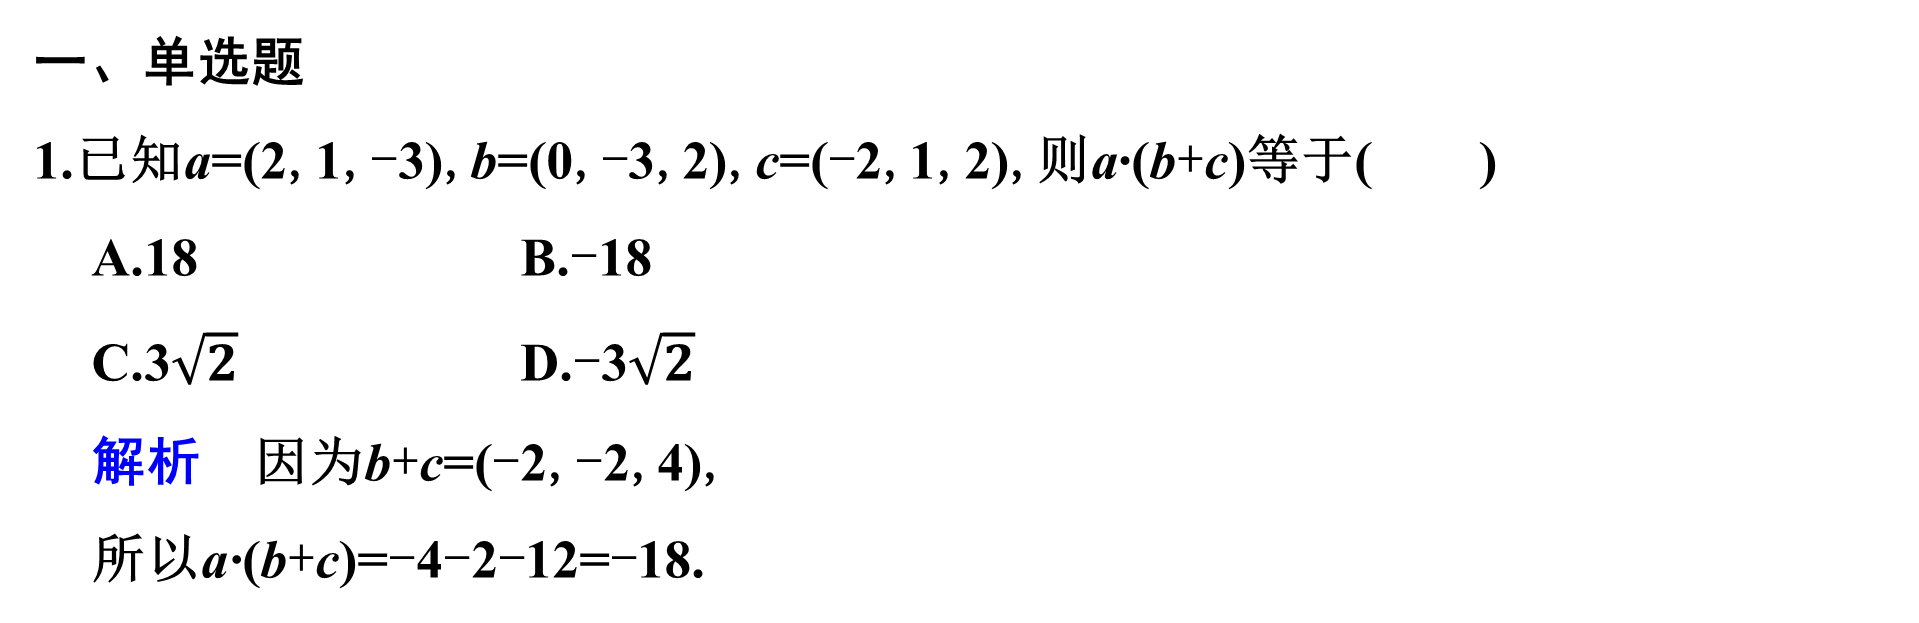 一、单选题
1.已知a=(2, 1, −3), b=(0, −3, 2), c=(−2, 1, 2), 则a·(b+c)等于(　　)
A.18　　B.−18
C.3√2　　D.−3√2
解析　因为b+c=(−2, −2, 4),
所以a·(b+c)=−4−2−12=−18.